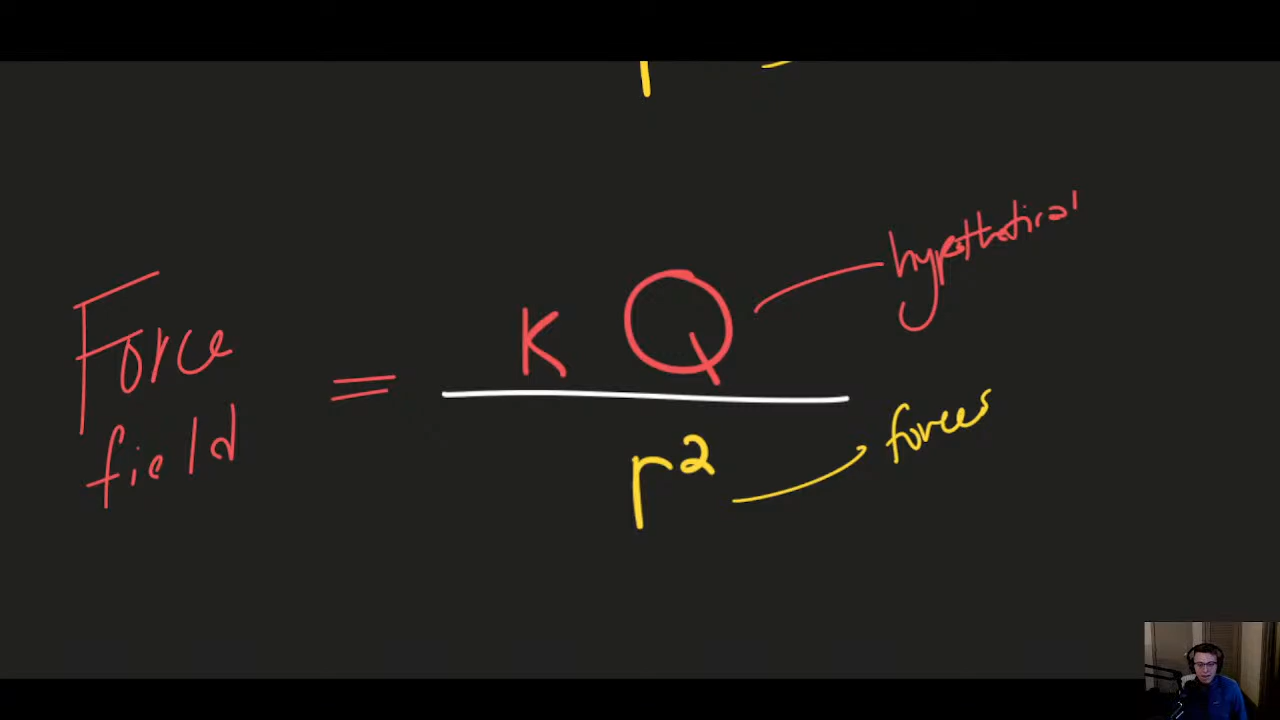 hypothetical
Force
field
= K Q
r²
forces